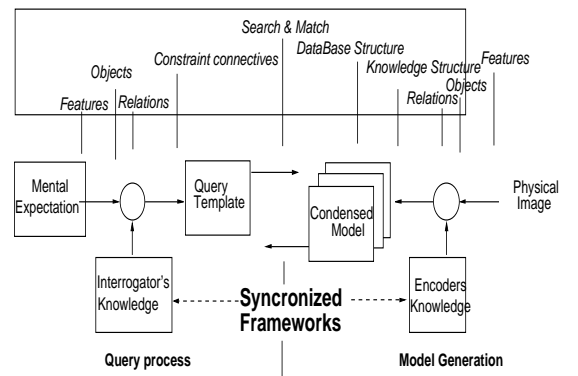 Search & Match
Objects
Constraint connectives
DataBase Structure
Features
Knowledge Structure
Objects
Features
Relations
Relations
Mental
Expectation
Query
Template
Condensed
Model
Physical
Image
Interrogator's
Knowledge
Syncronized
Frameworks
Encoders
Knowledge
Query process
Model Generation